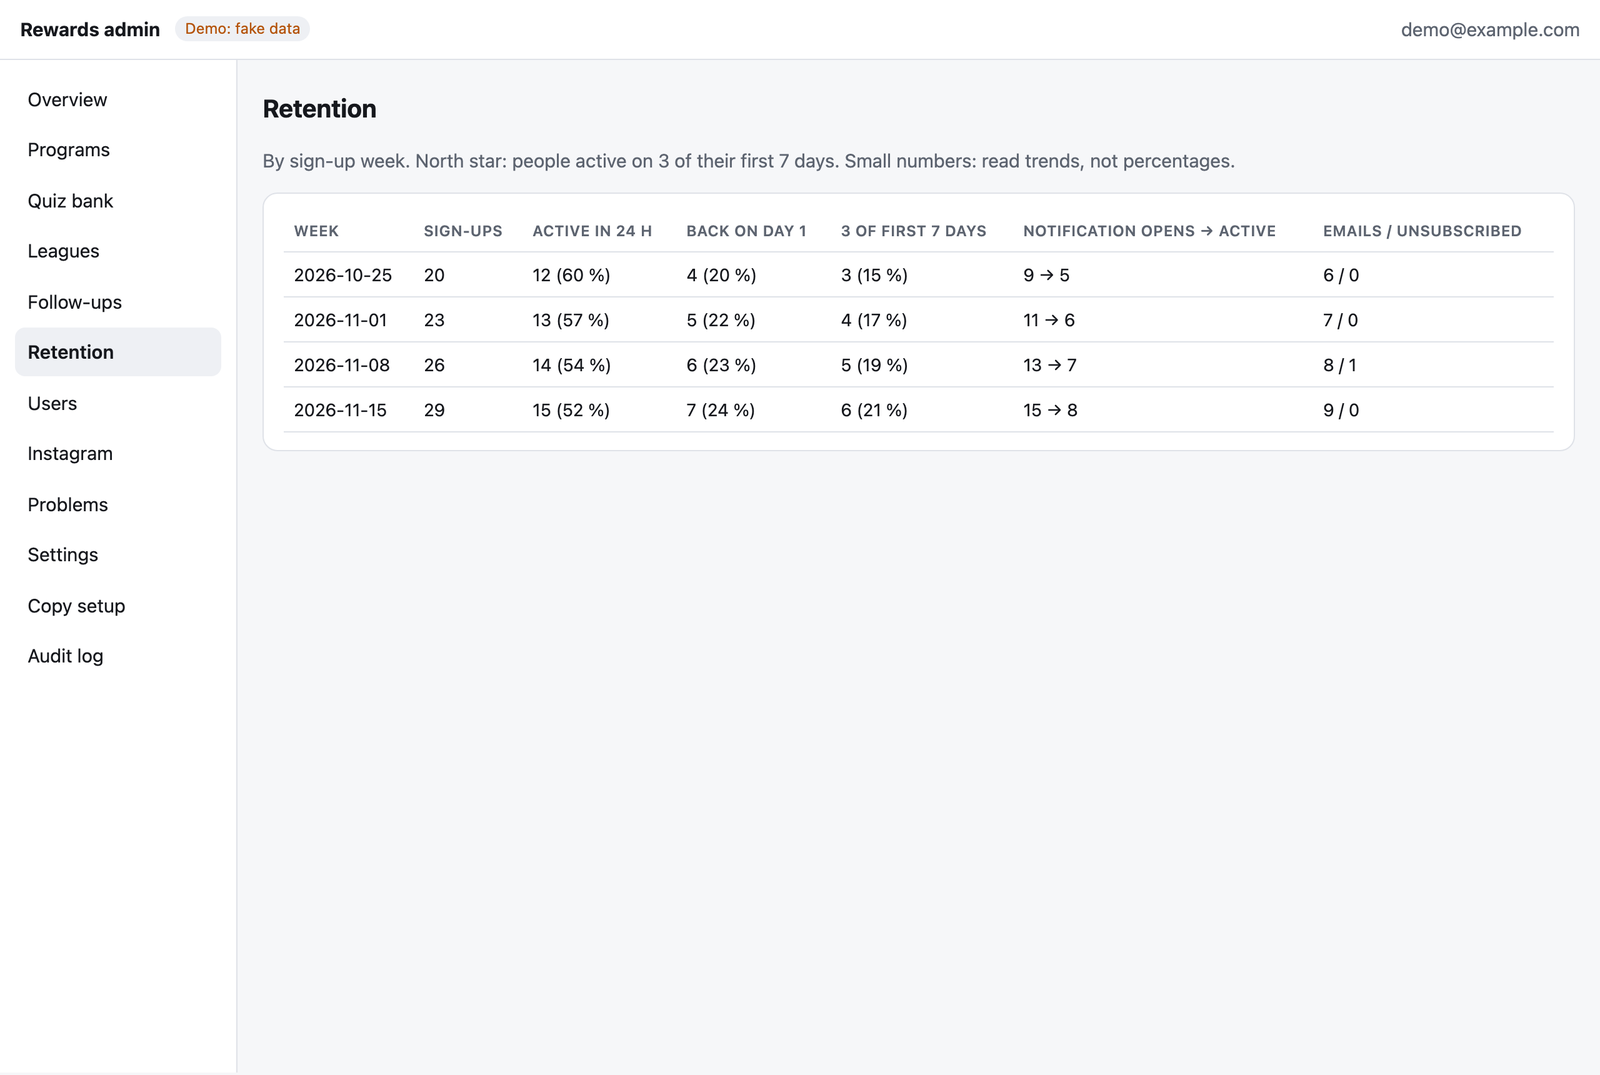 Rewards admin Demo: fake data demo@example.com
Overview
Programs
Quiz bank
Leagues
Follow-ups
Retention
Users
Instagram
Problems
Settings
Copy setup
Audit log
Retention
By sign-up week. North star: people active on 3 of their first 7 days. Small numbers: read trends, not percentages.
WEEK SIGN-UPS ACTIVE IN 24 H BACK ON DAY 1 3 OF FIRST 7 DAYS NOTIFICATION OPENS → ACTIVE EMAILS / UNSUBSCRIBED
2026-10-25 20 12 (60 %) 4 (20 %) 3 (15 %) 9 → 5 6 / 0
2026-11-01 23 13 (57 %) 5 (22 %) 4 (17 %) 11 → 6 7 / 0
2026-11-08 26 14 (54 %) 6 (23 %) 5 (19 %) 13 → 7 8 / 1
2026-11-15 29 15 (52 %) 7 (24 %) 6 (21 %) 15 → 8 9 / 0